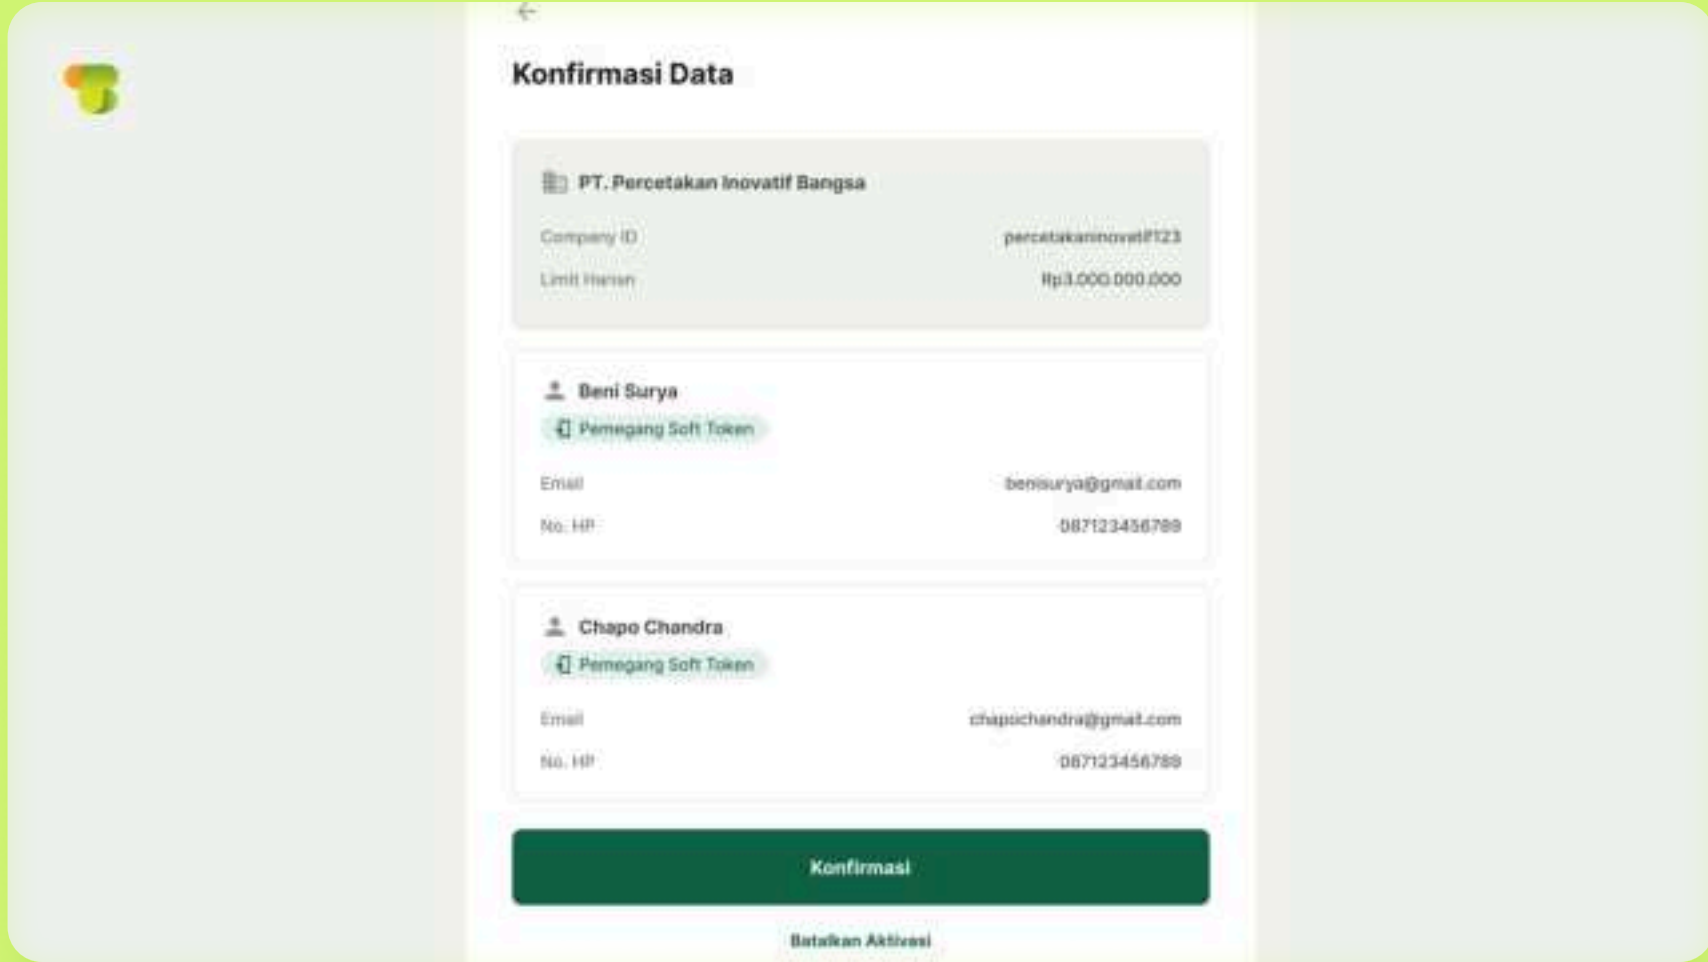 Konfirmasi Data
PT. Percetakan Inovatif Bangsa
Company ID
percetakaninovatif123
Limit Harian
Rp3.000.000.000
Beni Surya
Pemegang Soft Token
Email
benisurya@gmail.com
No. HP
087123456789
Chapo Chandra
Pemegang Soft Token
Email
chapochandra@gmail.com
No. HP
087123456789
Konfirmasi
Batalkan Aktivasi